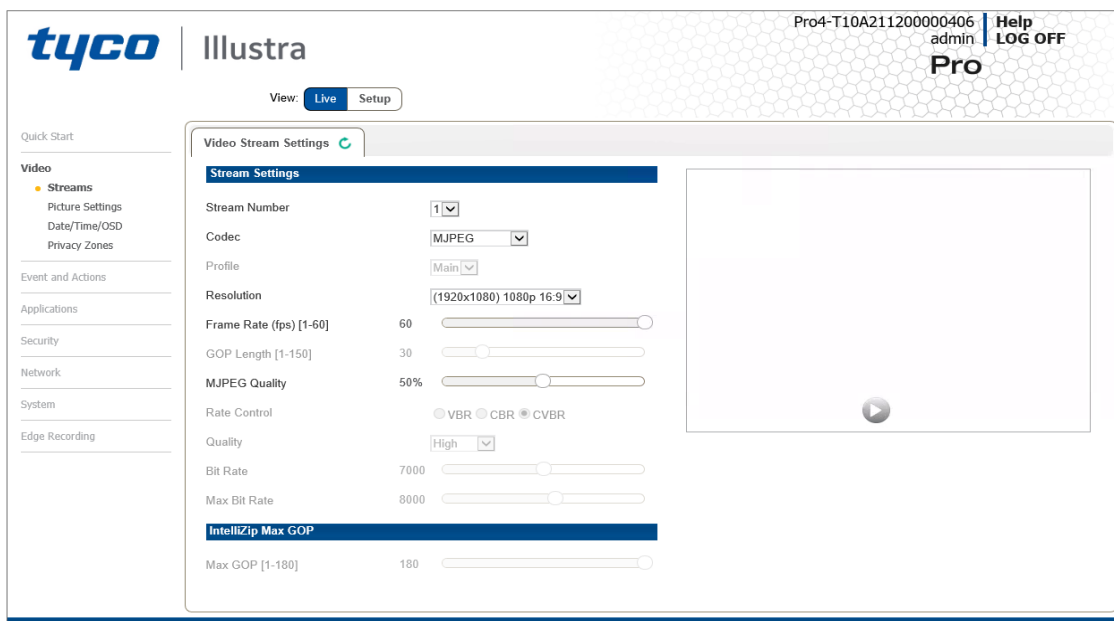 tyco Illustra
Pro4-T10A211200000406 Help
admin LOG OFF
Pro
View: Live Setup
Quick Start
Video
Streams
Picture Settings
Date/Time/OSD
Privacy Zones
Event and Actions
Applications
Security
Network
System
Edge Recording
Video Stream Settings
Stream Settings
Stream Number 1
Codec MJPEG
Profile Main
Resolution (1920x1080) 1080p 16:9
Frame Rate (fps) [1-60] 60
GOP Length [1-150] 30
MJPEG Quality 50%
Rate Control VBR CBR CVBR
Quality High
Bit Rate 7000
Max Bit Rate 8000
IntelliZip Max GOP
Max GOP [1-180] 180